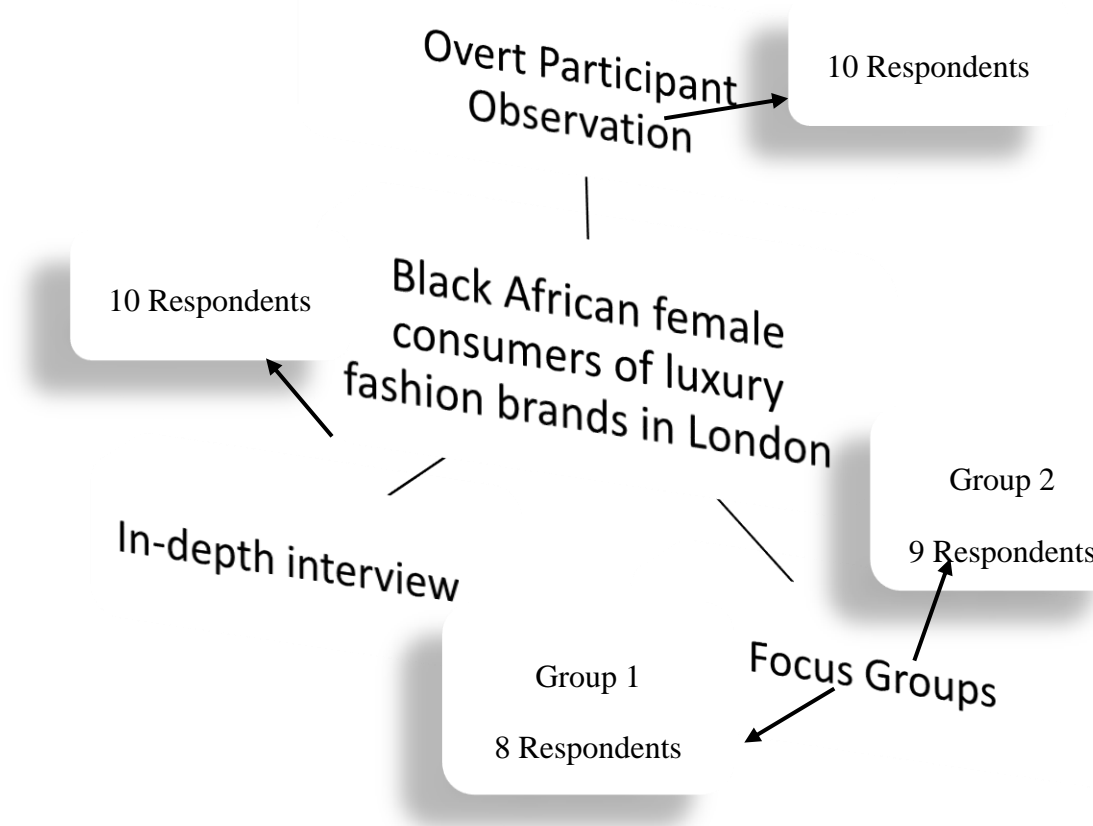 Overt Participant
Observation
10 Respondents
10 Respondents
Black African female
consumers of luxury
fashion brands in London
In-depth interview
Group 2
9 Respondents
Group 1
8 Respondents
Focus Groups